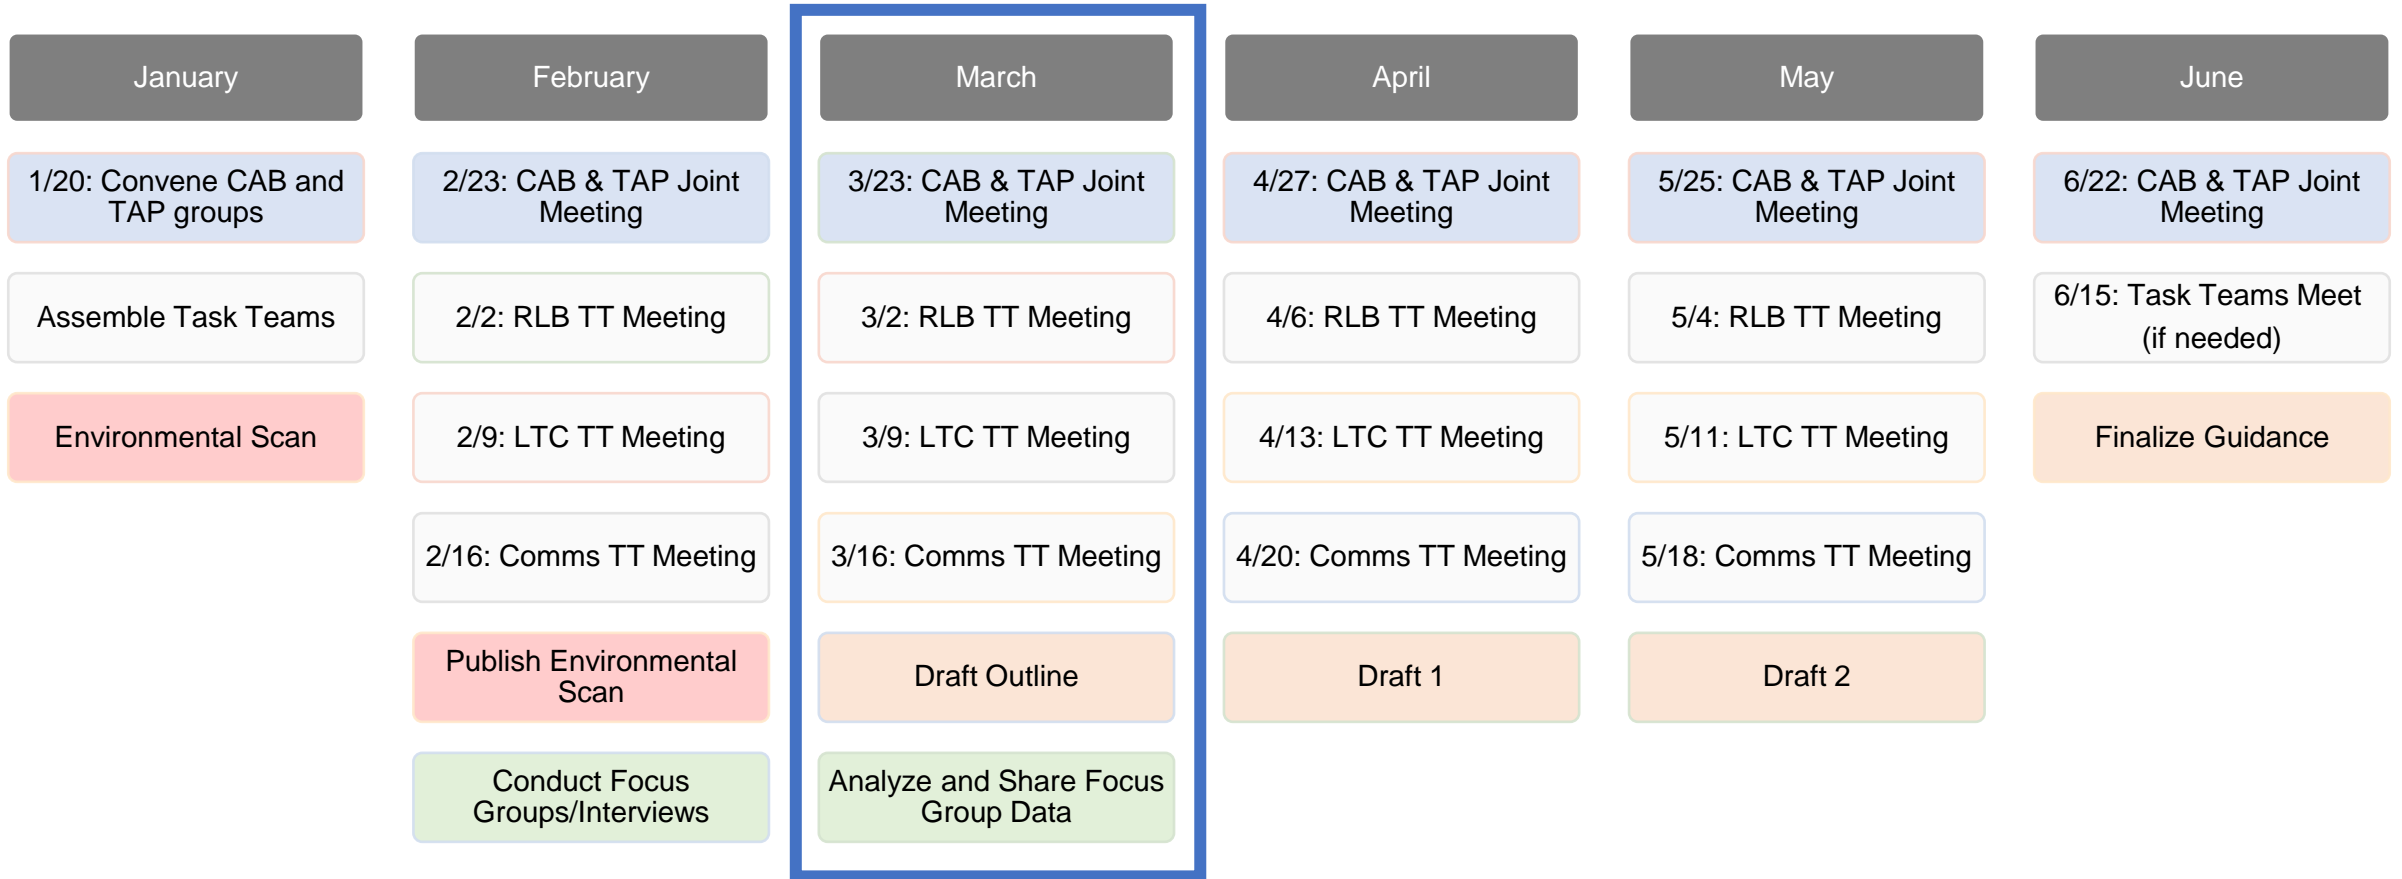 January
1/20: Convene CAB and
TAP groups
Assemble Task Teams
Environmental Scan
February
2/23: CAB & TAP Joint
Meeting
2/2: RLB TT Meeting
2/9: LTC TT Meeting
2/16: Comms TT Meeting
Publish Environmental
Scan
Conduct Focus
Groups/Interviews
March
3/23: CAB & TAP Joint
Meeting
3/2: RLB TT Meeting
3/9: LTC TT Meeting
3/16: Comms TT Meeting
Draft Outline
Analyze and Share Focus
Group Data
April
4/27: CAB & TAP Joint
Meeting
4/6: RLB TT Meeting
4/13: LTC TT Meeting
4/20: Comms TT Meeting
Draft 1
May
5/25: CAB & TAP Joint
Meeting
5/4: RLB TT Meeting
5/11: LTC TT Meeting
5/18: Comms TT Meeting
Draft 2
June
6/22: CAB & TAP Joint
Meeting
6/15: Task Teams Meet
(if needed)
Finalize Guidance